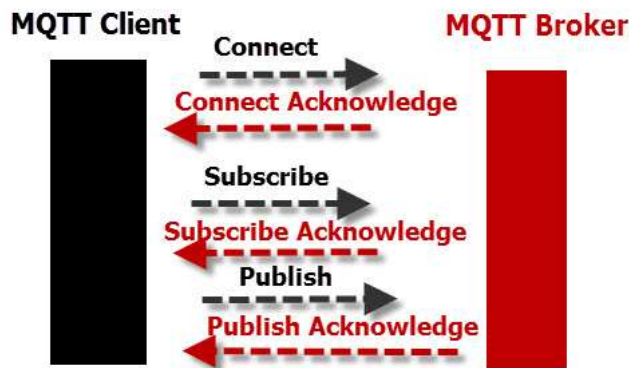 MQTT Client
MQTT Broker
Connect
Connect Acknowledge
Subscribe
Subscribe Acknowledge
Publish
Publish Acknowledge